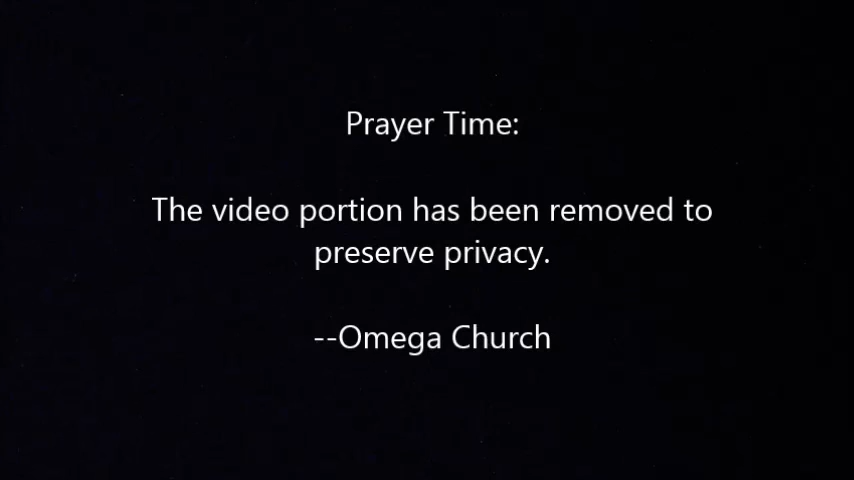 Prayer Time:
The video portion has been removed to
preserve privacy.
--Omega Church